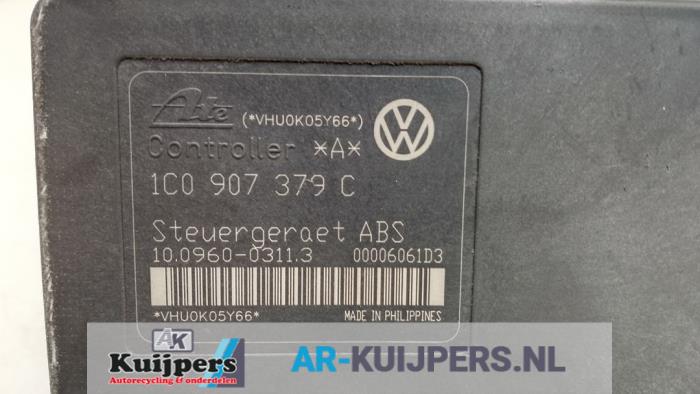 Ate (*VHU0K05Y66*)
Controller *A*
1C0 907 379 C
Steuergeraet ABS
10.0960-0311.3 00006061D3
*VHU0K05Y66* MADE IN PHILIPPINES
AK
Kuijpers
Autorecycling & onderdelen
AR-KUIJPERS.NL